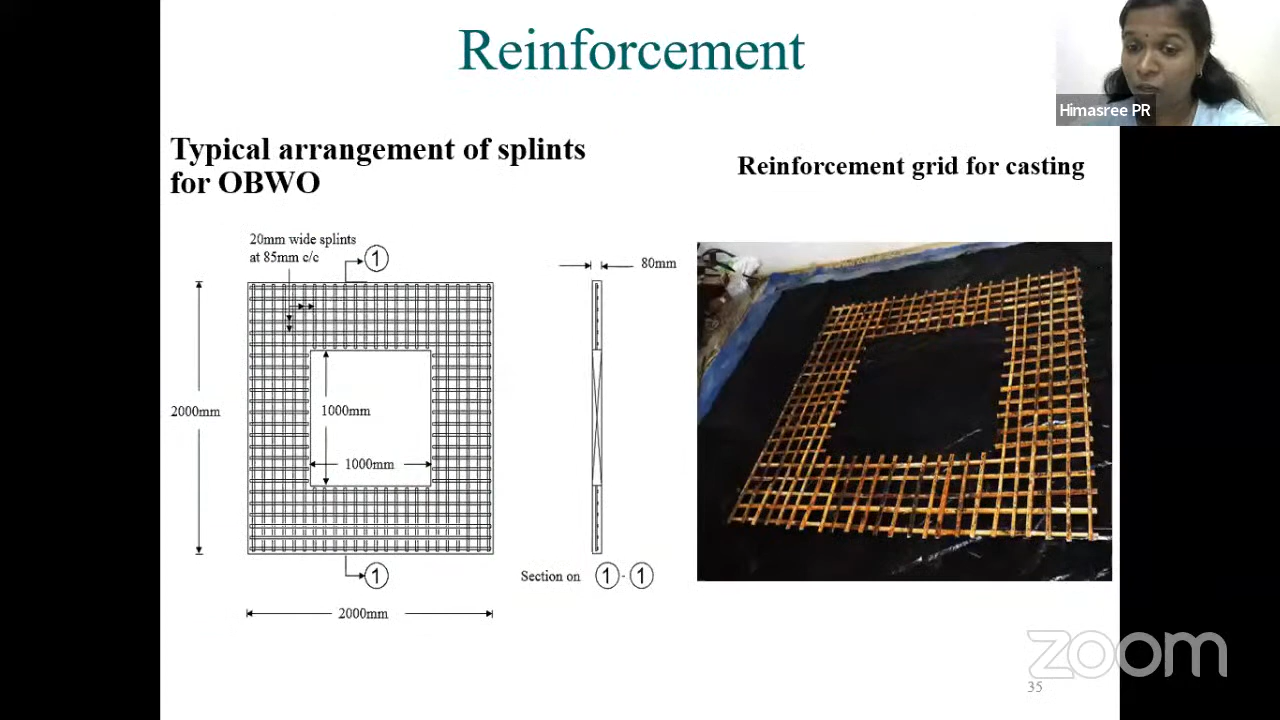 Reinforcement
Himasree PR
Typical arrangement of splints
for OBWO
Reinforcement grid for casting
20mm wide splints
at 85mm c/c
1
80mm
2000mm
1000mm
1000mm
1
Section on 1 - 1
2000mm
zoom
35